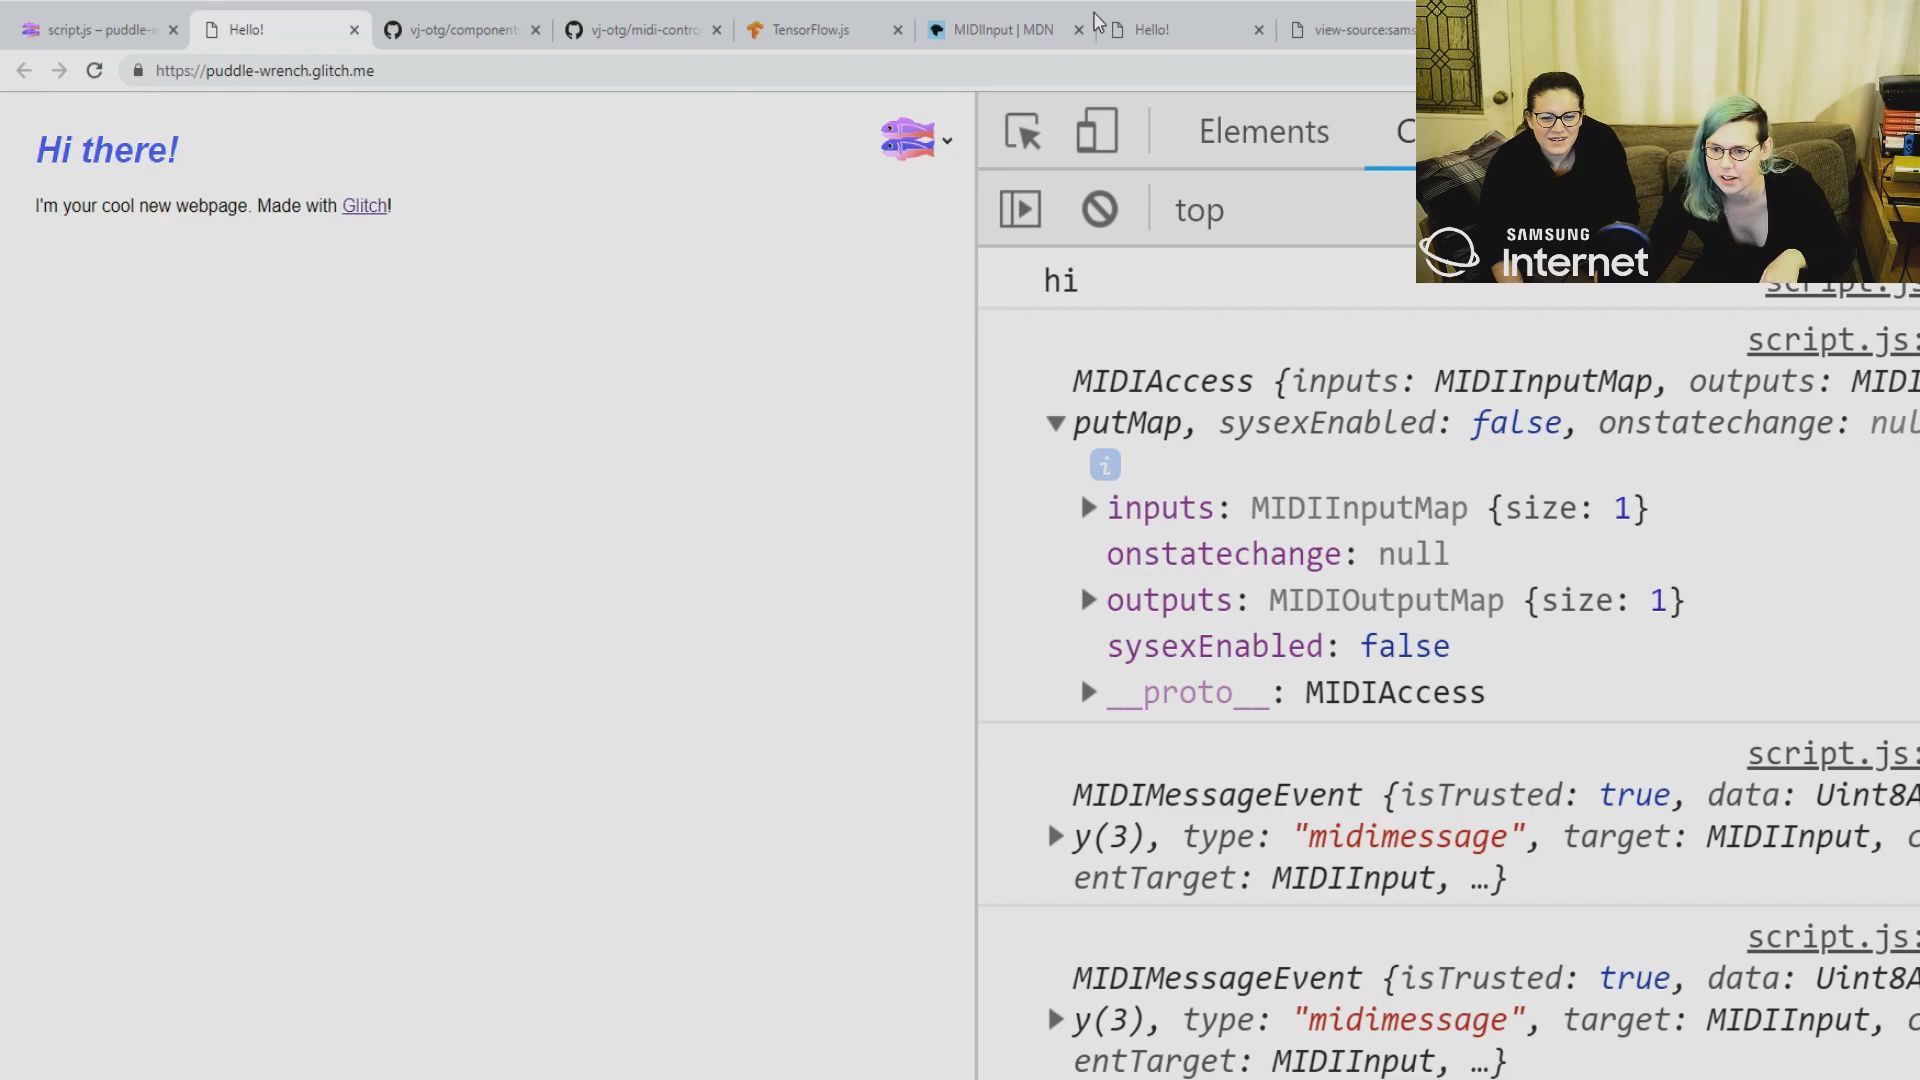 script.js – puddle-w
Hello!
vj-otg/component
vj-otg/midi-contro
TensorFlow.js
MIDIInput | MDN
Hello!
view-source:sams
https://puddle-wrench.glitch.me
Hi there!
I'm your cool new webpage. Made with Glitch!
Elements
C
top
SAMSUNG
Internet
hi
script.js
script.js:
MIDIAccess {inputs: MIDIInputMap, outputs: MIDI
putMap, sysexEnabled: false, onstatechange: nul
i
inputs: MIDIInputMap {size: 1}
onstatechange: null
outputs: MIDIOutputMap {size: 1}
sysexEnabled: false
__proto__: MIDIAccess
script.js:
MIDIMessageEvent {isTrusted: true, data: Uint8A
y(3), type: "midimessage", target: MIDIInput, c
entTarget: MIDIInput, …}
script.js:
MIDIMessageEvent {isTrusted: true, data: Uint8A
y(3), type: "midimessage", target: MIDIInput, c
entTarget: MIDIInput, …}